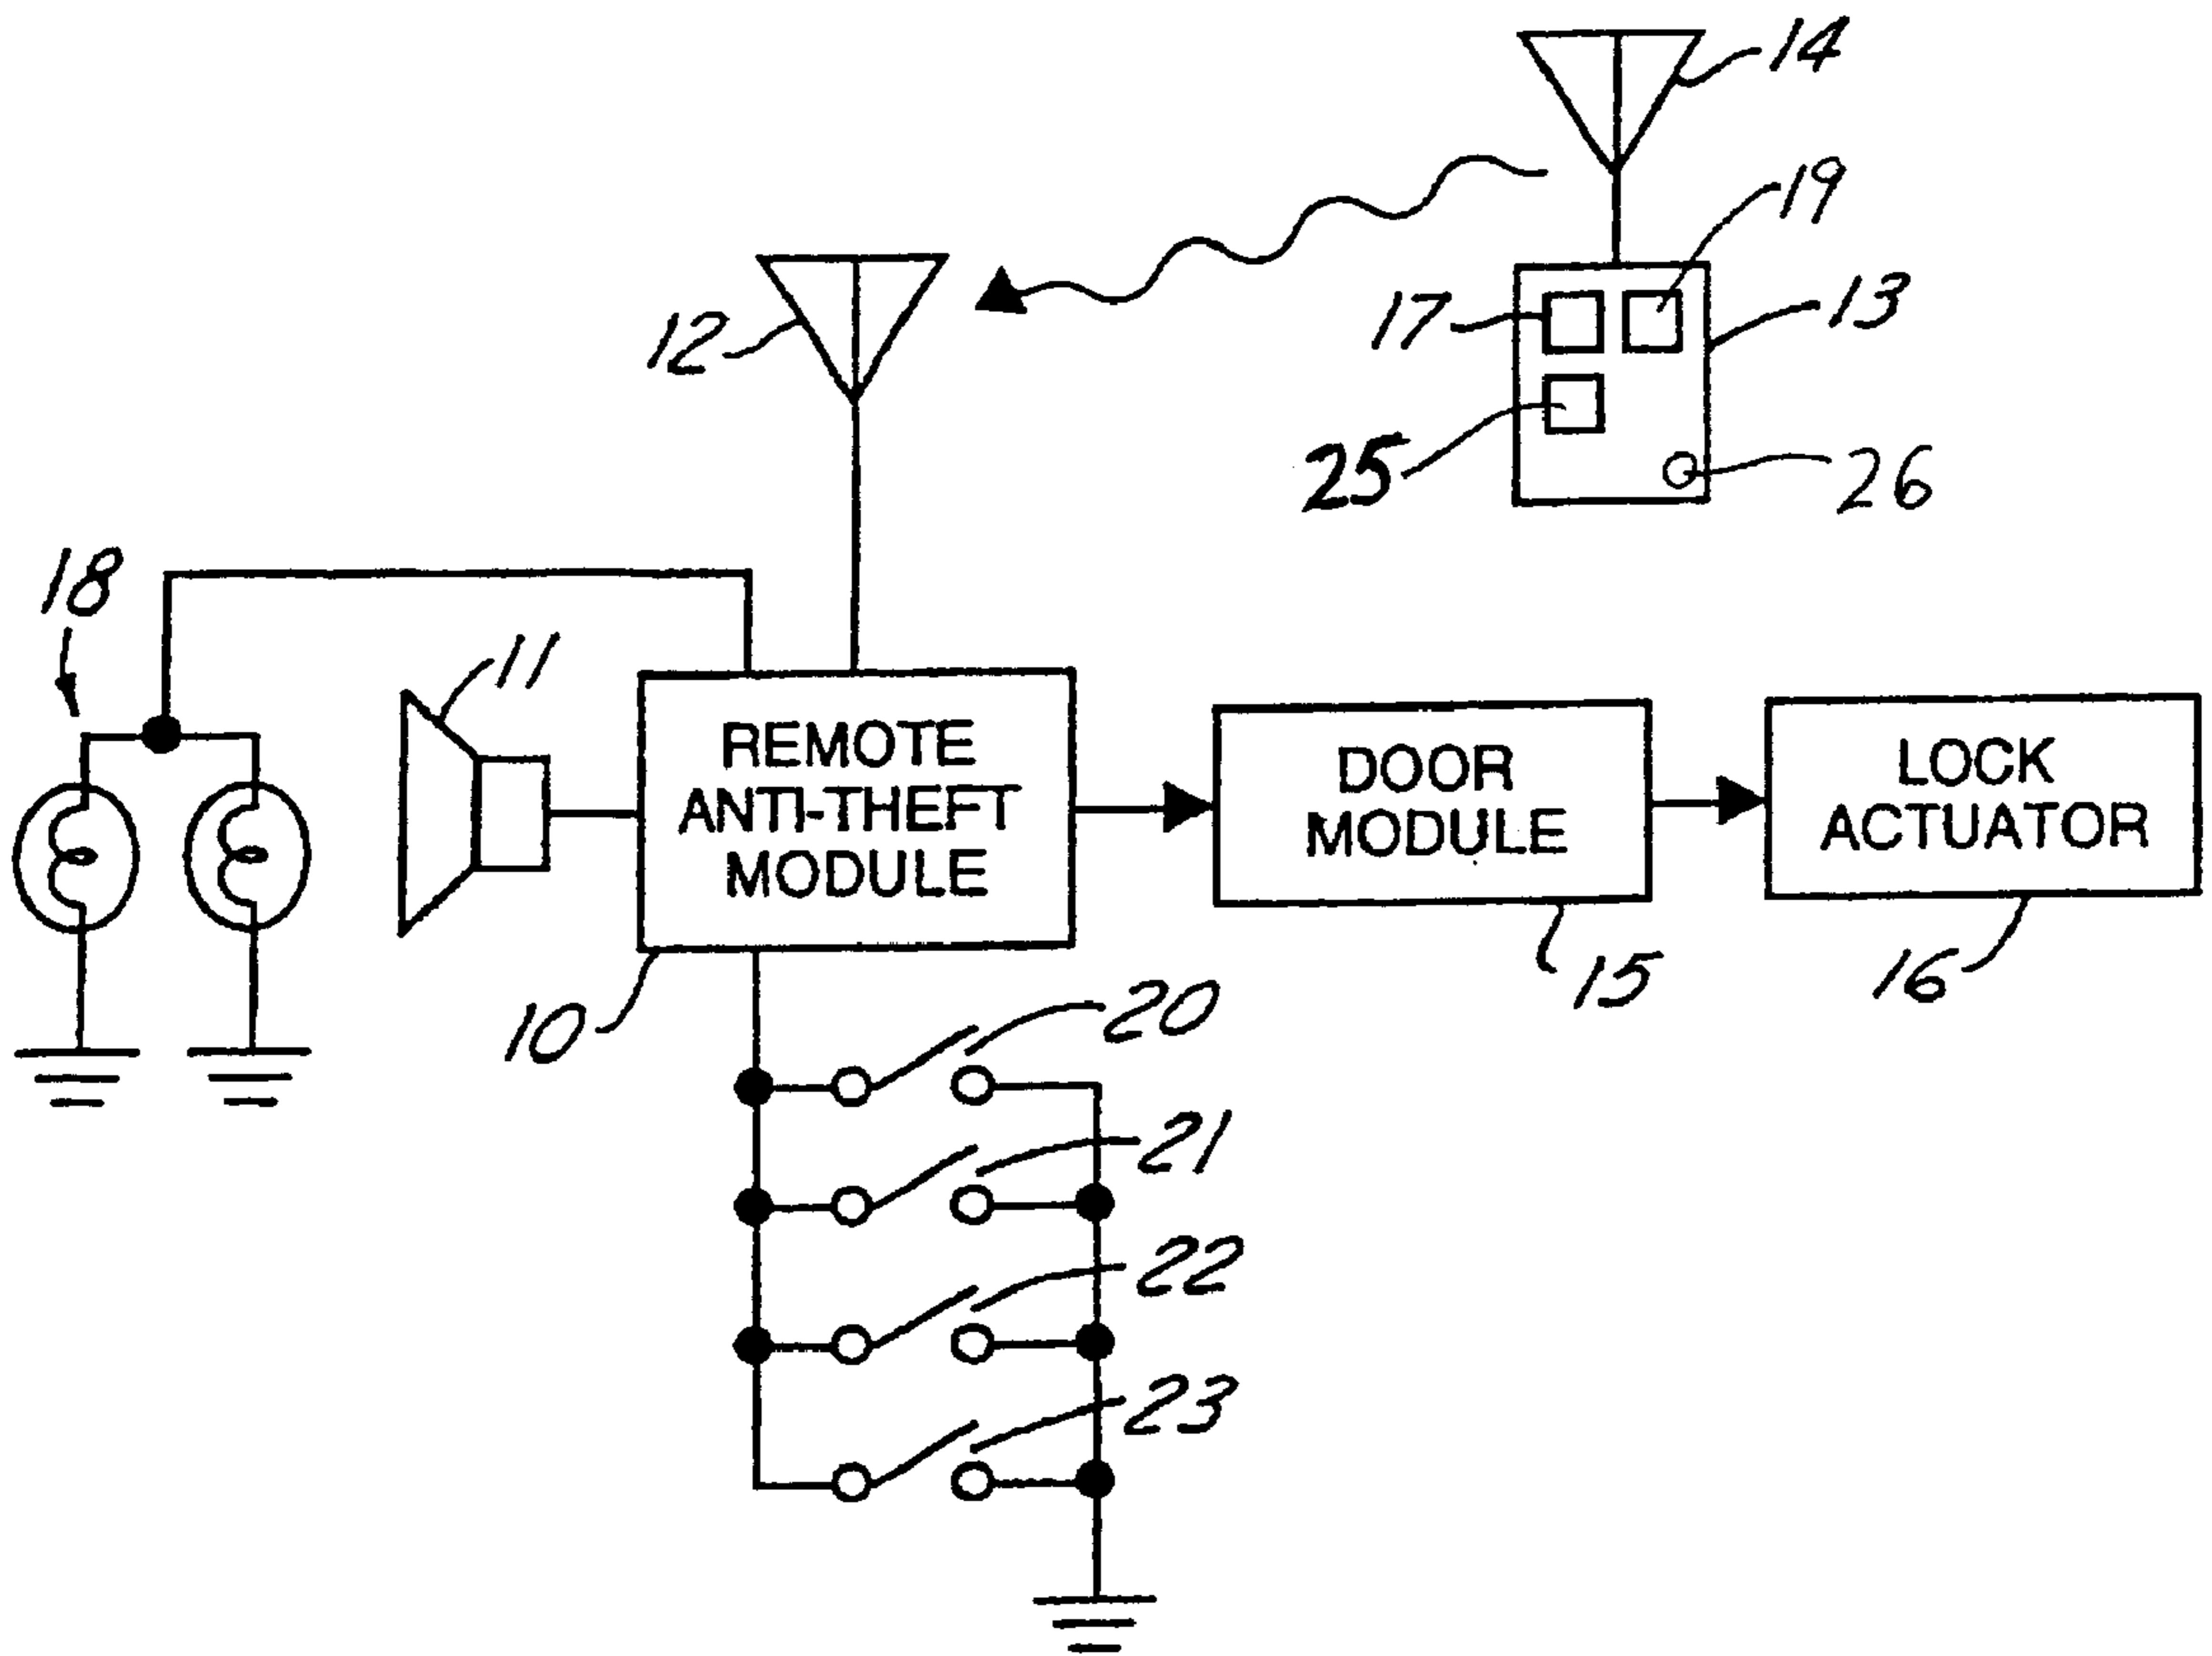 14
19
12
17
13
25
26
18
11
REMOTE
ANTI-THEFT
MODULE
DOOR
MODULE
LOCK
ACTUATOR
10
15
16
20
21
22
23